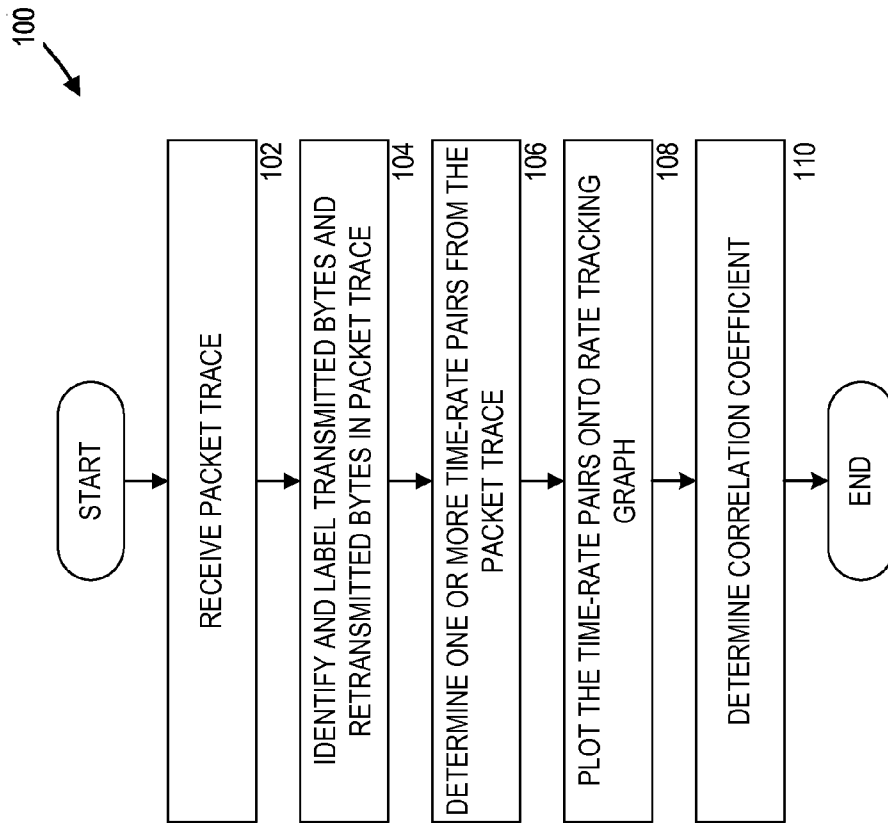 100
START
RECEIVE PACKET TRACE
102
IDENTIFY AND LABEL TRANSMITTED BYTES AND
RETRANSMITTED BYTES IN PACKET TRACE
104
DETERMINE ONE OR MORE TIME-RATE PAIRS FROM THE
PACKET TRACE
106
PLOT THE TIME-RATE PAIRS ONTO RATE TRACKING
GRAPH
108
DETERMINE CORRELATION COEFFICIENT
110
END